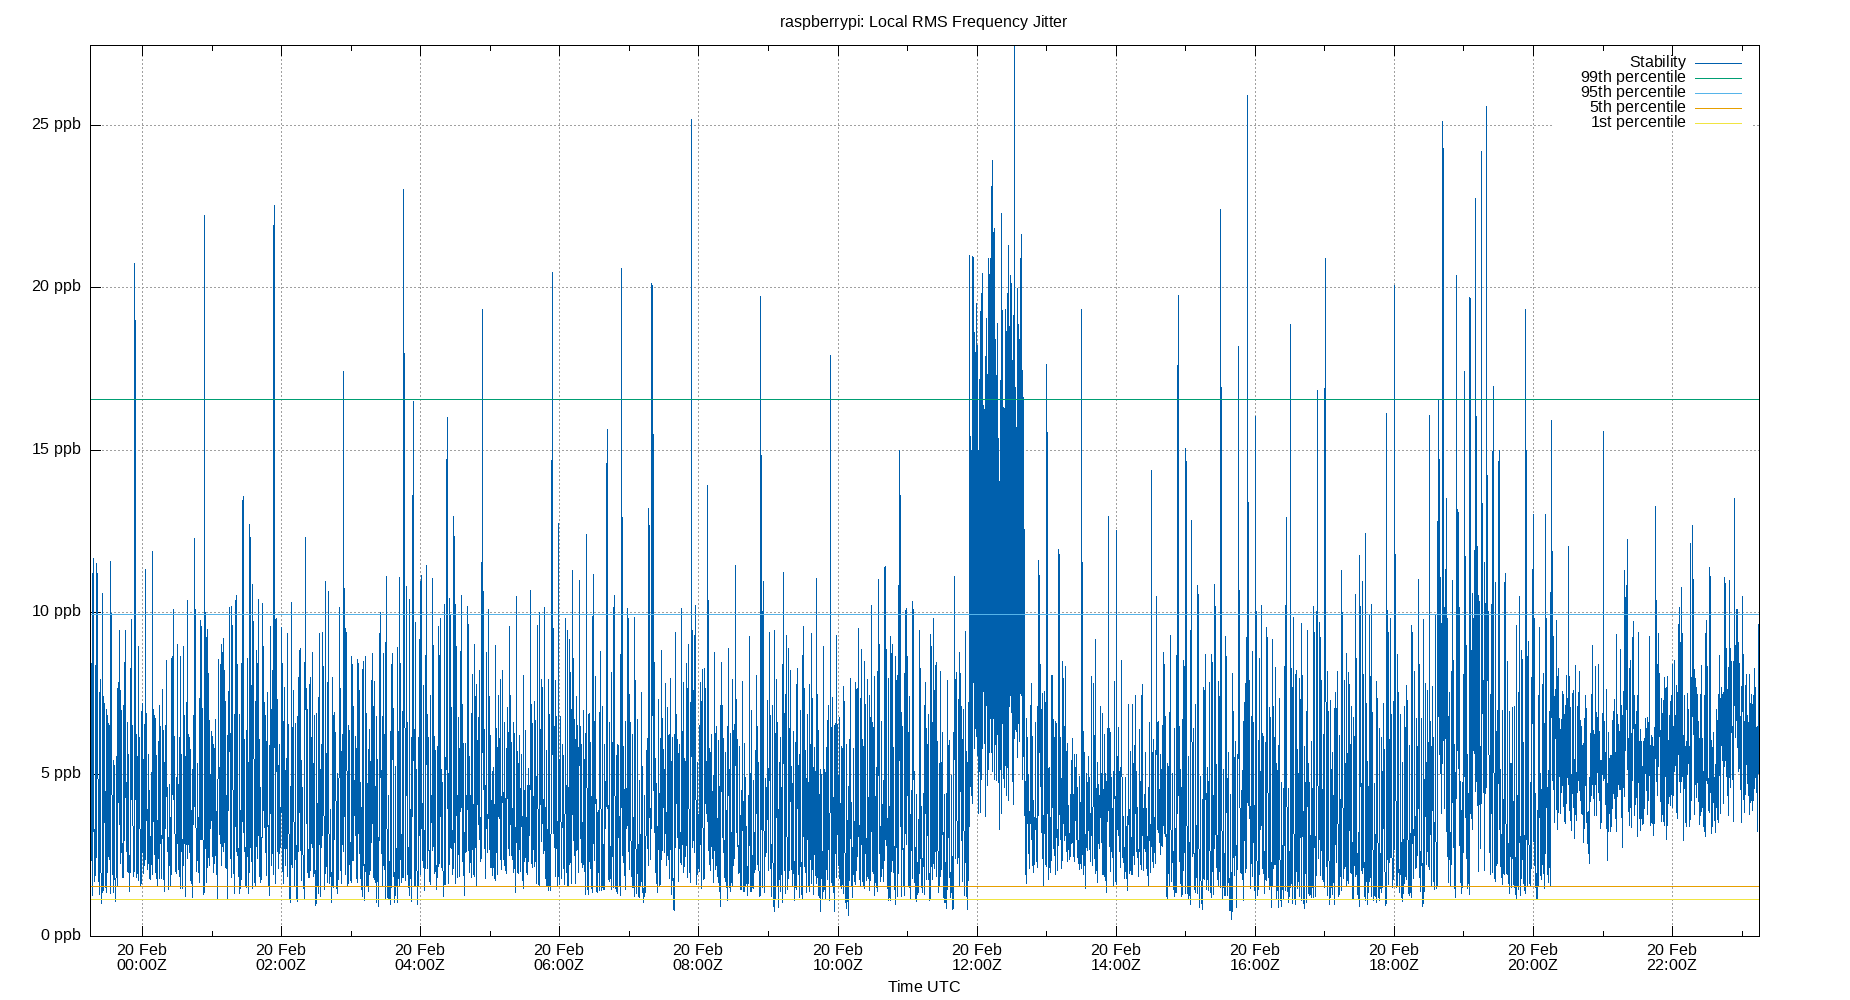 raspberrypi: Local RMS Frequency Jitter
Stability
99th percentile
95th percentile
5th percentile
1st percentile
25 ppb
20 ppb
15 ppb
10 ppb
5 ppb
0 ppb
20 Feb 20 Feb 20 Feb 20 Feb 20 Feb 20 Feb 20 Feb 20 Feb 20 Feb 20 Feb 20 Feb 20 Feb
00:00Z 02:00Z 04:00Z 06:00Z 08:00Z 10:00Z 12:00Z 14:00Z 16:00Z 18:00Z 20:00Z 22:00Z
Time UTC